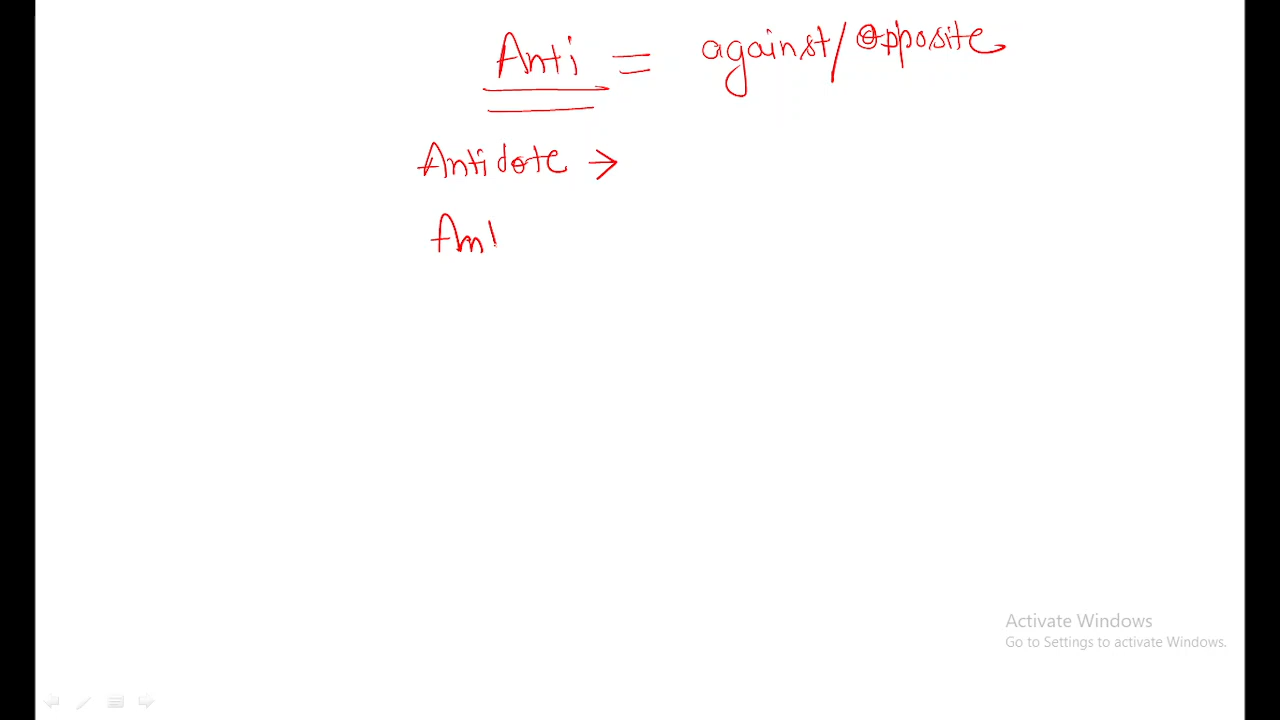 Anti = against/opposite
Antidote →
Activate Windows
Go to Settings to activate Windows.